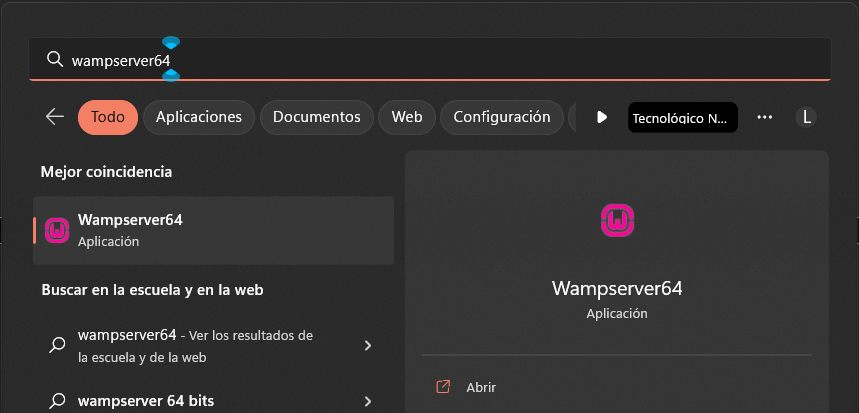 wampserver64
Todo
Aplicaciones
Documentos
Web
Configuración
Tecnológico N...
L
Mejor coincidencia
Wampserver64
Aplicación
Buscar en la escuela y en la web
wampserver64 - Ver los resultados de
la escuela y de la web
wampserver 64 bits
Wampserver64
Aplicación
Abrir